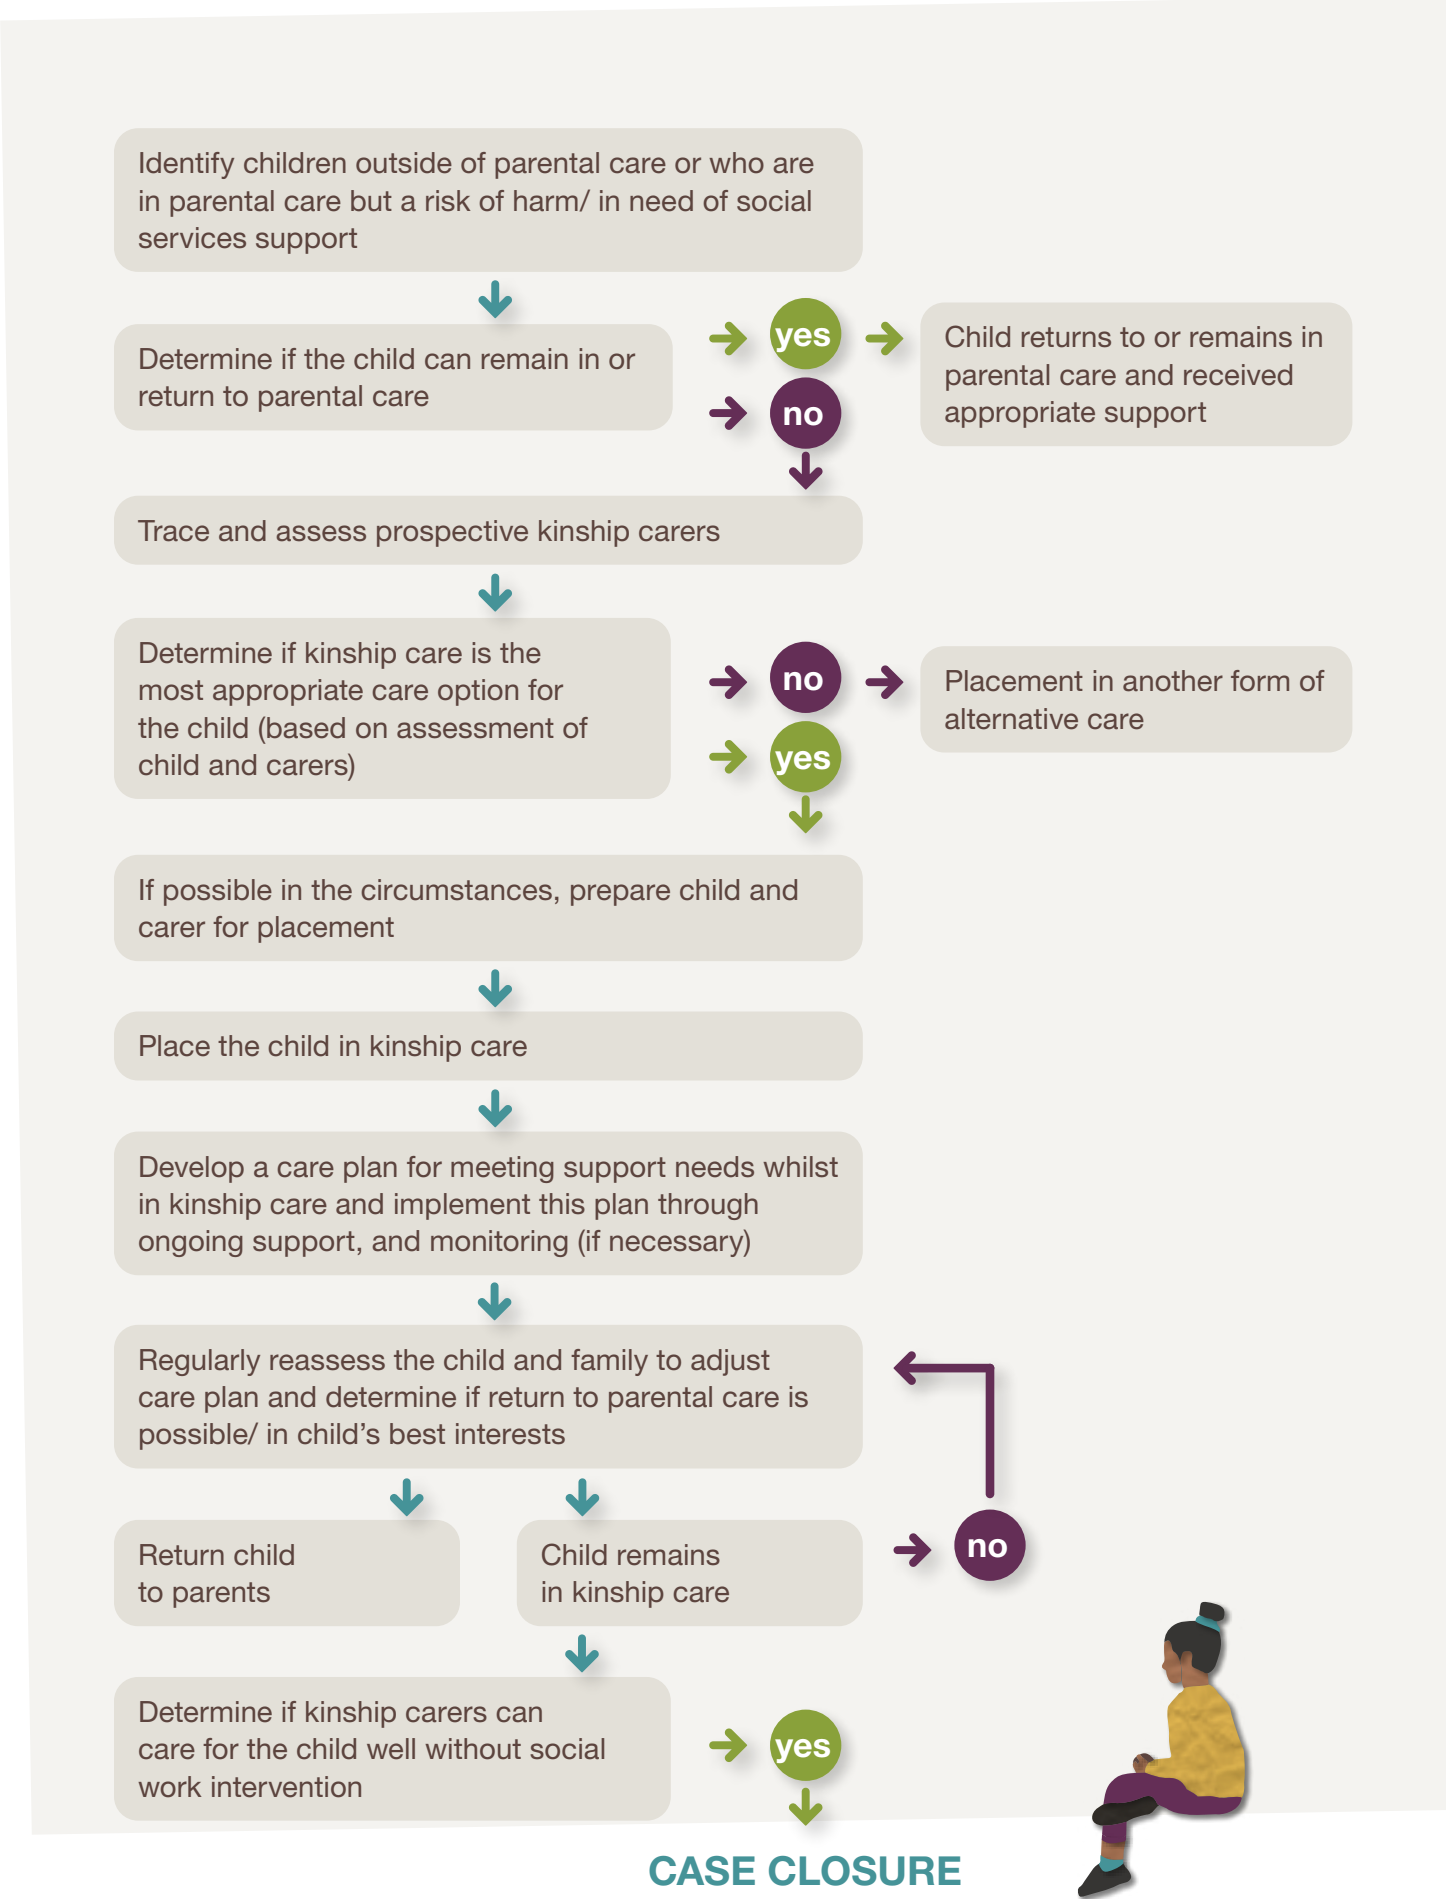 Identify children outside of parental care or who are
in parental care but a risk of harm/ in need of social
services support
Determine if the child can remain in or
return to parental care
yes
no
Child returns to or remains in
parental care and received
appropriate support
Trace and assess prospective kinship carers
Determine if kinship care is the
most appropriate care option for
the child (based on assessment of
child and carers)
no
yes
Placement in another form of
alternative care
If possible in the circumstances, prepare child and
carer for placement
Place the child in kinship care
Develop a care plan for meeting support needs whilst
in kinship care and implement this plan through
ongoing support, and monitoring (if necessary)
Regularly reassess the child and family to adjust
care plan and determine if return to parental care is
possible/ in child’s best interests
Return child
to parents
Child remains
in kinship care
no
Determine if kinship carers can
care for the child well without social
work intervention
yes
CASE CLOSURE